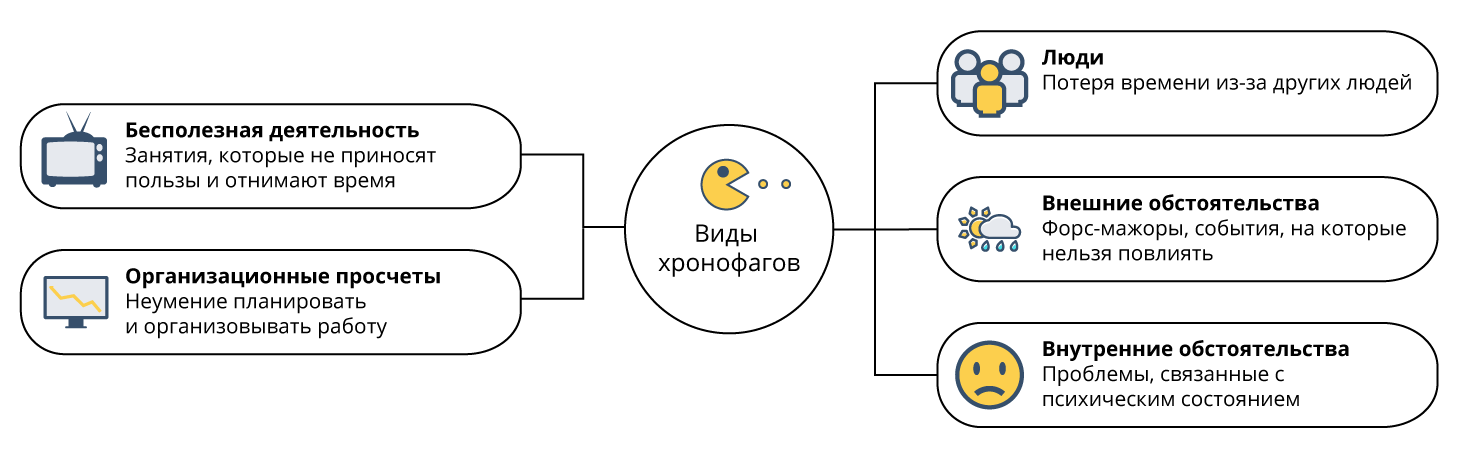 Бесполезная деятельность
Занятия, которые не приносят
пользы и отнимают время
Организационные просчеты
Неумение планировать
и организовывать работу
Виды
хронофагов
Люди
Потеря времени из-за других людей
Внешние обстоятельства
Форс-мажоры, события, на которые
нельзя повлиять
Внутренние обстоятельства
Проблемы, связанные с
психическим состоянием